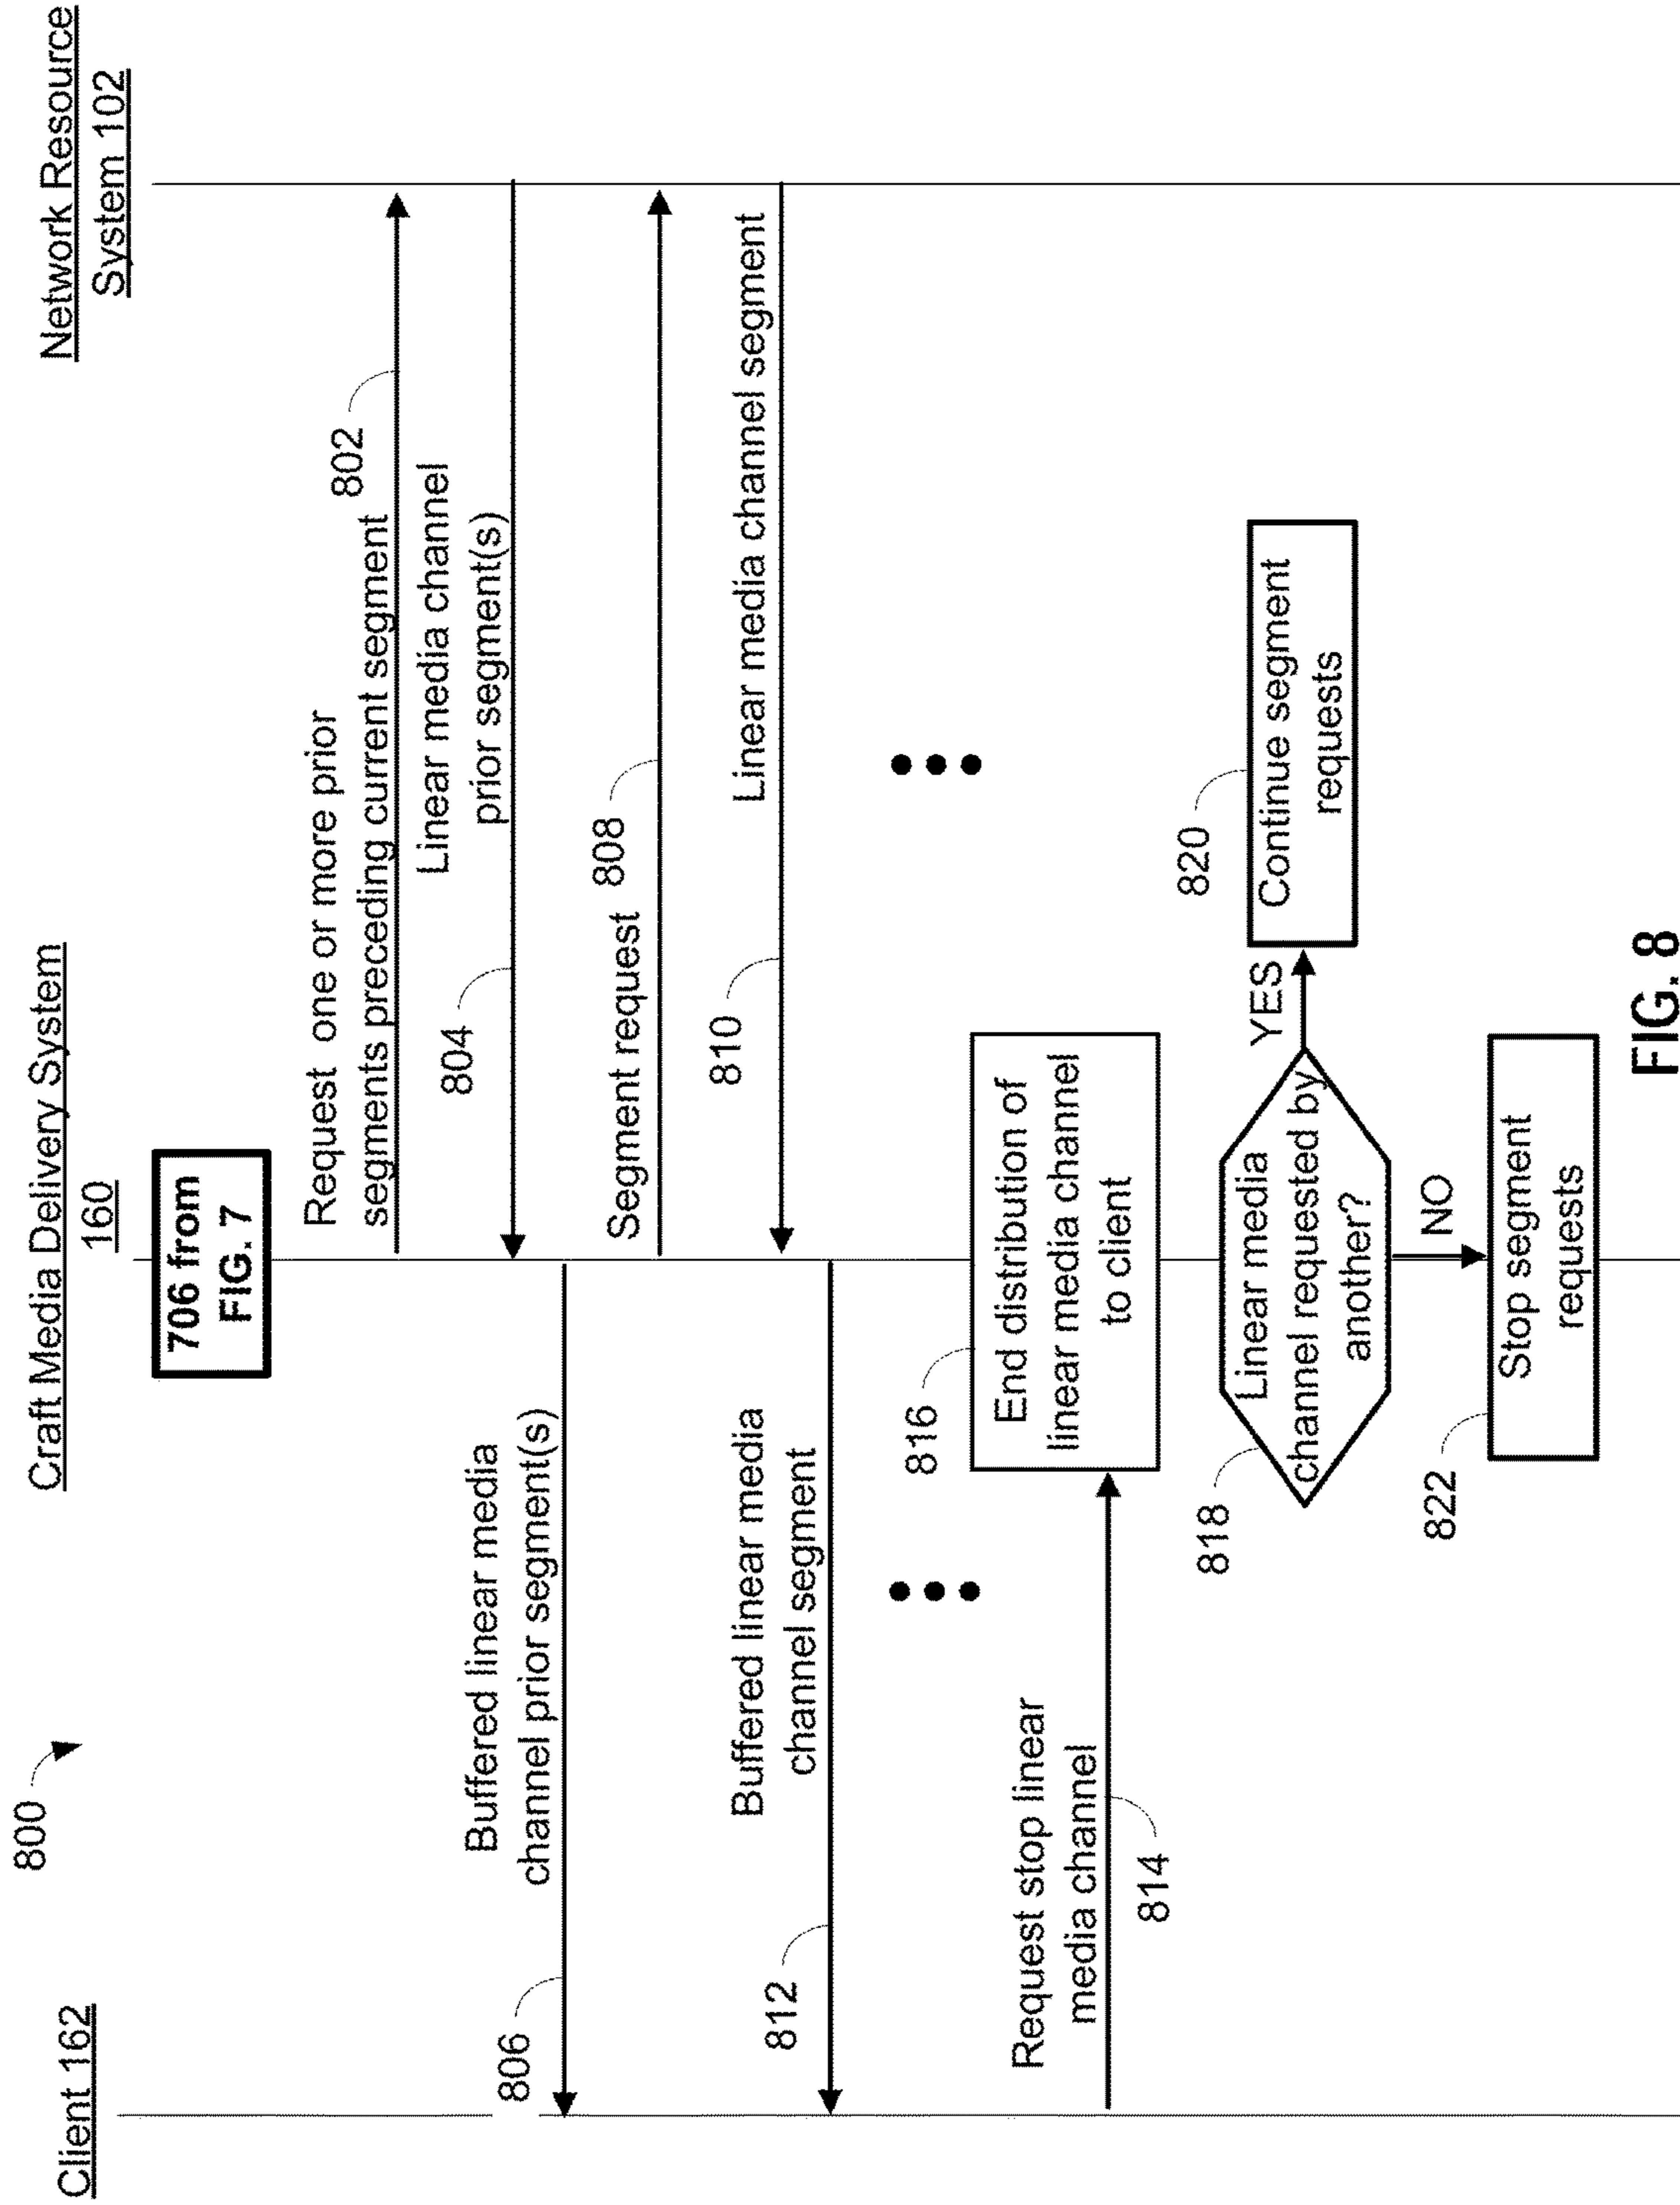 800
Client 162
Craft Media Delivery System
160
Network Resource
System 102
706 from
FIG. 7
Request one or more prior
segments preceding current segment
802
Linear media channel
prior segment(s)
804
Buffered linear media
channel prior segment(s)
806
Segment request
808
Linear media channel segment
810
Buffered linear media
channel segment
812
Request stop linear
media channel
814
End distribution of
linear media channel
to client
816
Linear media
channel requested by
another?
818
YES
Continue segment
requests
820
NO
Stop segment
requests
822
FIG. 8